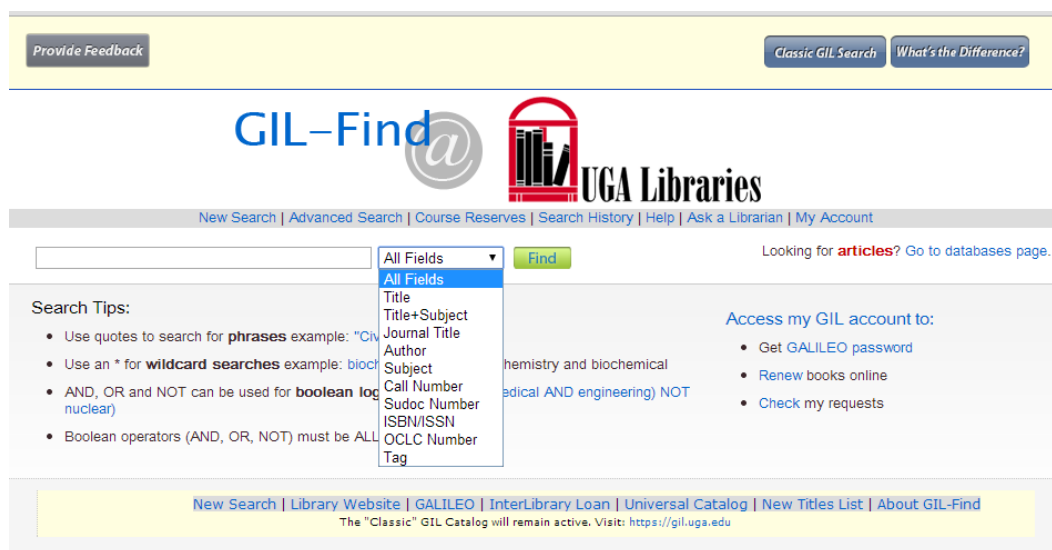 Provide Feedback
Classic GIL Search
What's the Difference?
GIL-Find@
UGA Libraries
New Search | Advanced Search | Course Reserves | Search History | Help | Ask a Librarian | My Account
All Fields
Find
Looking for articles? Go to databases page.
All Fields
Title
Title+Subject
Journal Title
Author
Subject
Call Number
Sudoc Number
ISBN/ISSN
OCLC Number
Tag
Search Tips:
Use quotes to search for phrases example: "Civ
Use an * for wildcard searches example: bioch hemistry and biochemical
AND, OR and NOT can be used for boolean log edical AND engineering) NOT
nuclear)
Boolean operators (AND, OR, NOT) must be ALL
Access my GIL account to:
Get GALILEO password
Renew books online
Check my requests
New Search | Library Website | GALILEO | InterLibrary Loan | Universal Catalog | New Titles List | About GIL-Find
The "Classic" GIL Catalog will remain active. Visit: https://gil.uga.edu